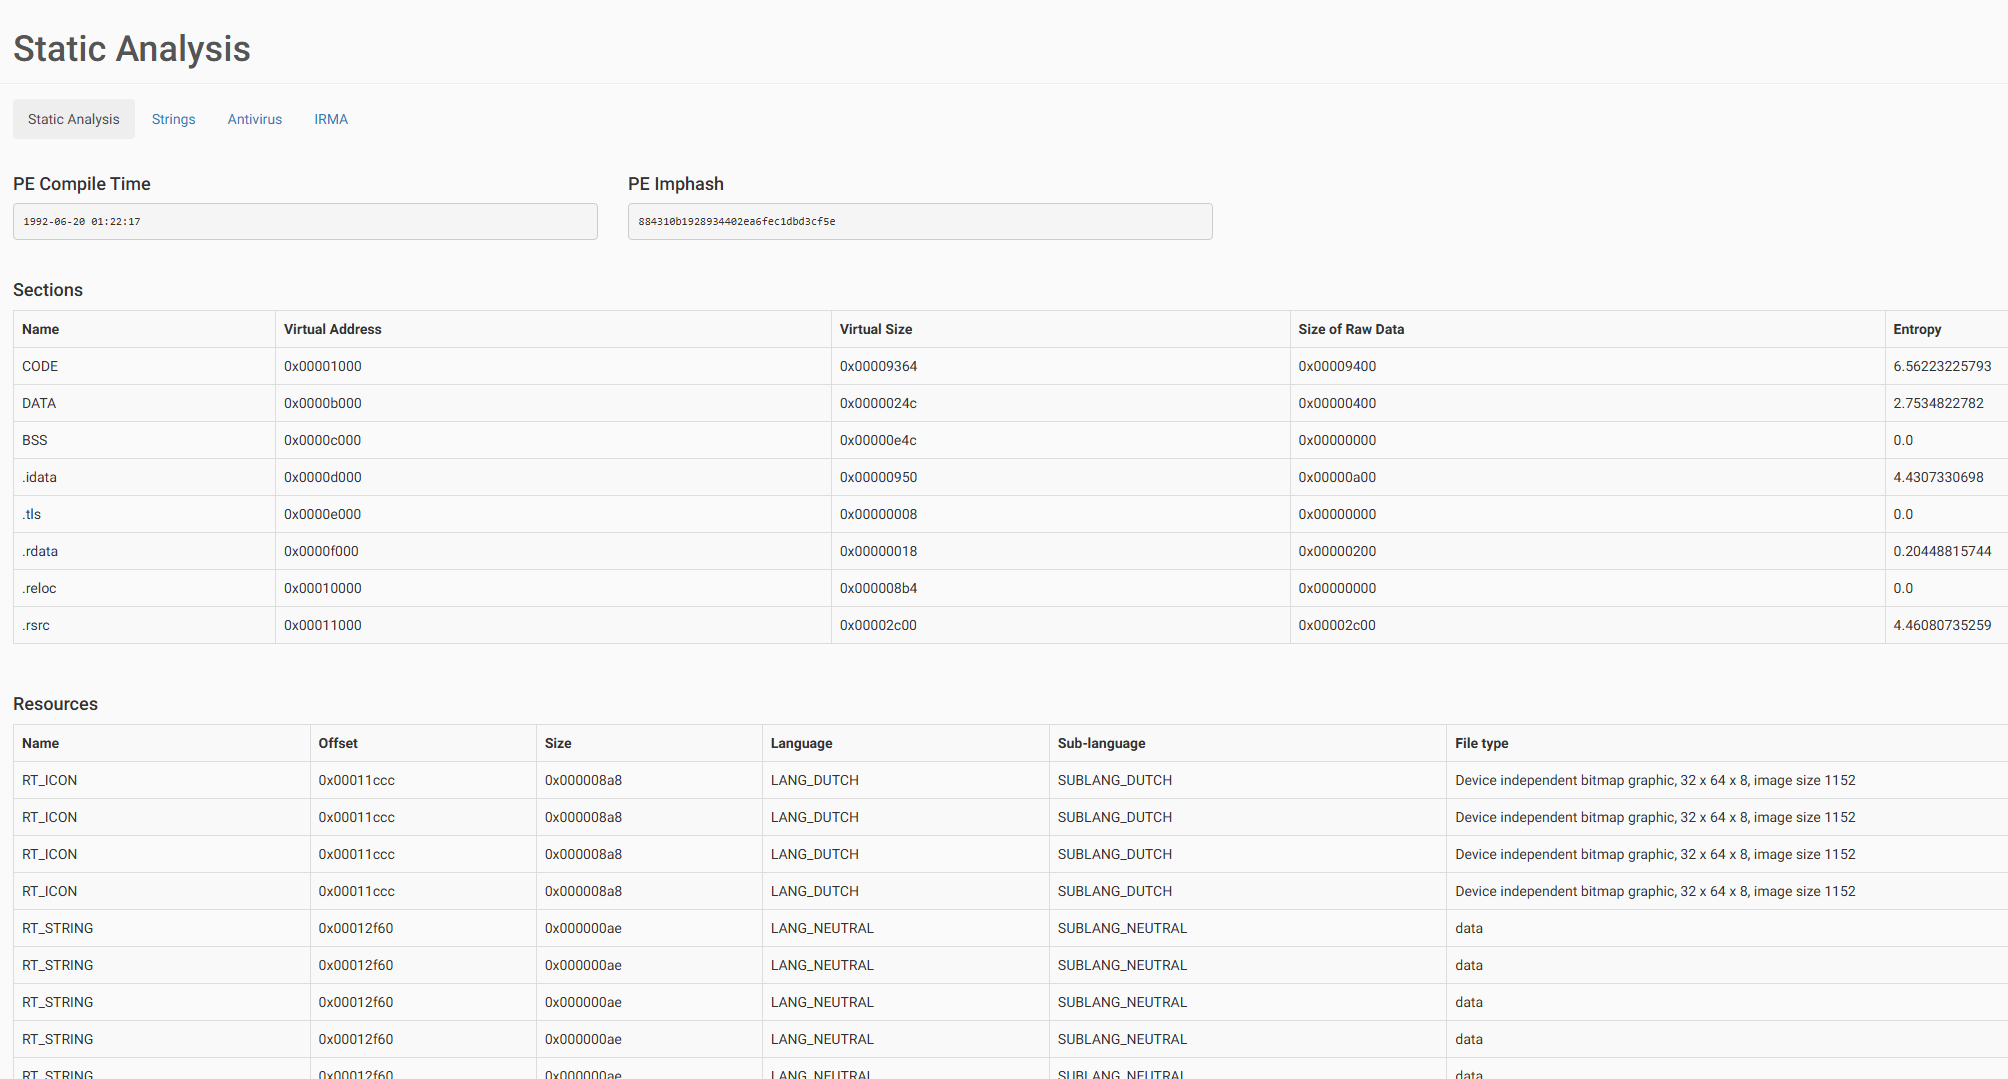 Static Analysis
Static Analysis Strings Antivirus IRMA
PE Compile Time PE Imphash
1992-06-20 01:22:17 884310b1928934402ea6fec1dbd3cf5e
Sections
Name Virtual Address Virtual Size Size of Raw Data Entropy
CODE 0x00001000 0x00009364 0x00009400 6.56223225793
DATA 0x0000b000 0x0000024c 0x00000400 2.7534822782
BSS 0x0000c000 0x00000e4c 0x00000000 0.0
.idata 0x0000d000 0x00000950 0x00000a00 4.4307330698
.tls 0x0000e000 0x00000008 0x00000000 0.0
.rdata 0x0000f000 0x00000018 0x00000200 0.20448815744
.reloc 0x00010000 0x000008b4 0x00000000 0.0
.rsrc 0x00011000 0x00002c00 0x00002c00 4.46080735259
Resources
Name Offset Size Language Sub-language File type
RT_ICON 0x00011ccc 0x000008a8 LANG_DUTCH SUBLANG_DUTCH Device independent bitmap graphic, 32 x 64 x 8, image size 1152
RT_ICON 0x00011ccc 0x000008a8 LANG_DUTCH SUBLANG_DUTCH Device independent bitmap graphic, 32 x 64 x 8, image size 1152
RT_ICON 0x00011ccc 0x000008a8 LANG_DUTCH SUBLANG_DUTCH Device independent bitmap graphic, 32 x 64 x 8, image size 1152
RT_ICON 0x00011ccc 0x000008a8 LANG_DUTCH SUBLANG_DUTCH Device independent bitmap graphic, 32 x 64 x 8, image size 1152
RT_STRING 0x00012f60 0x000000ae LANG_NEUTRAL SUBLANG_NEUTRAL data
RT_STRING 0x00012f60 0x000000ae LANG_NEUTRAL SUBLANG_NEUTRAL data
RT_STRING 0x00012f60 0x000000ae LANG_NEUTRAL SUBLANG_NEUTRAL data
RT_STRING 0x00012f60 0x000000ae LANG_NEUTRAL SUBLANG_NEUTRAL data
RT_STRING 0x00012f60 0x000000ae LANG_NEUTRAL SUBLANG_NEUTRAL data